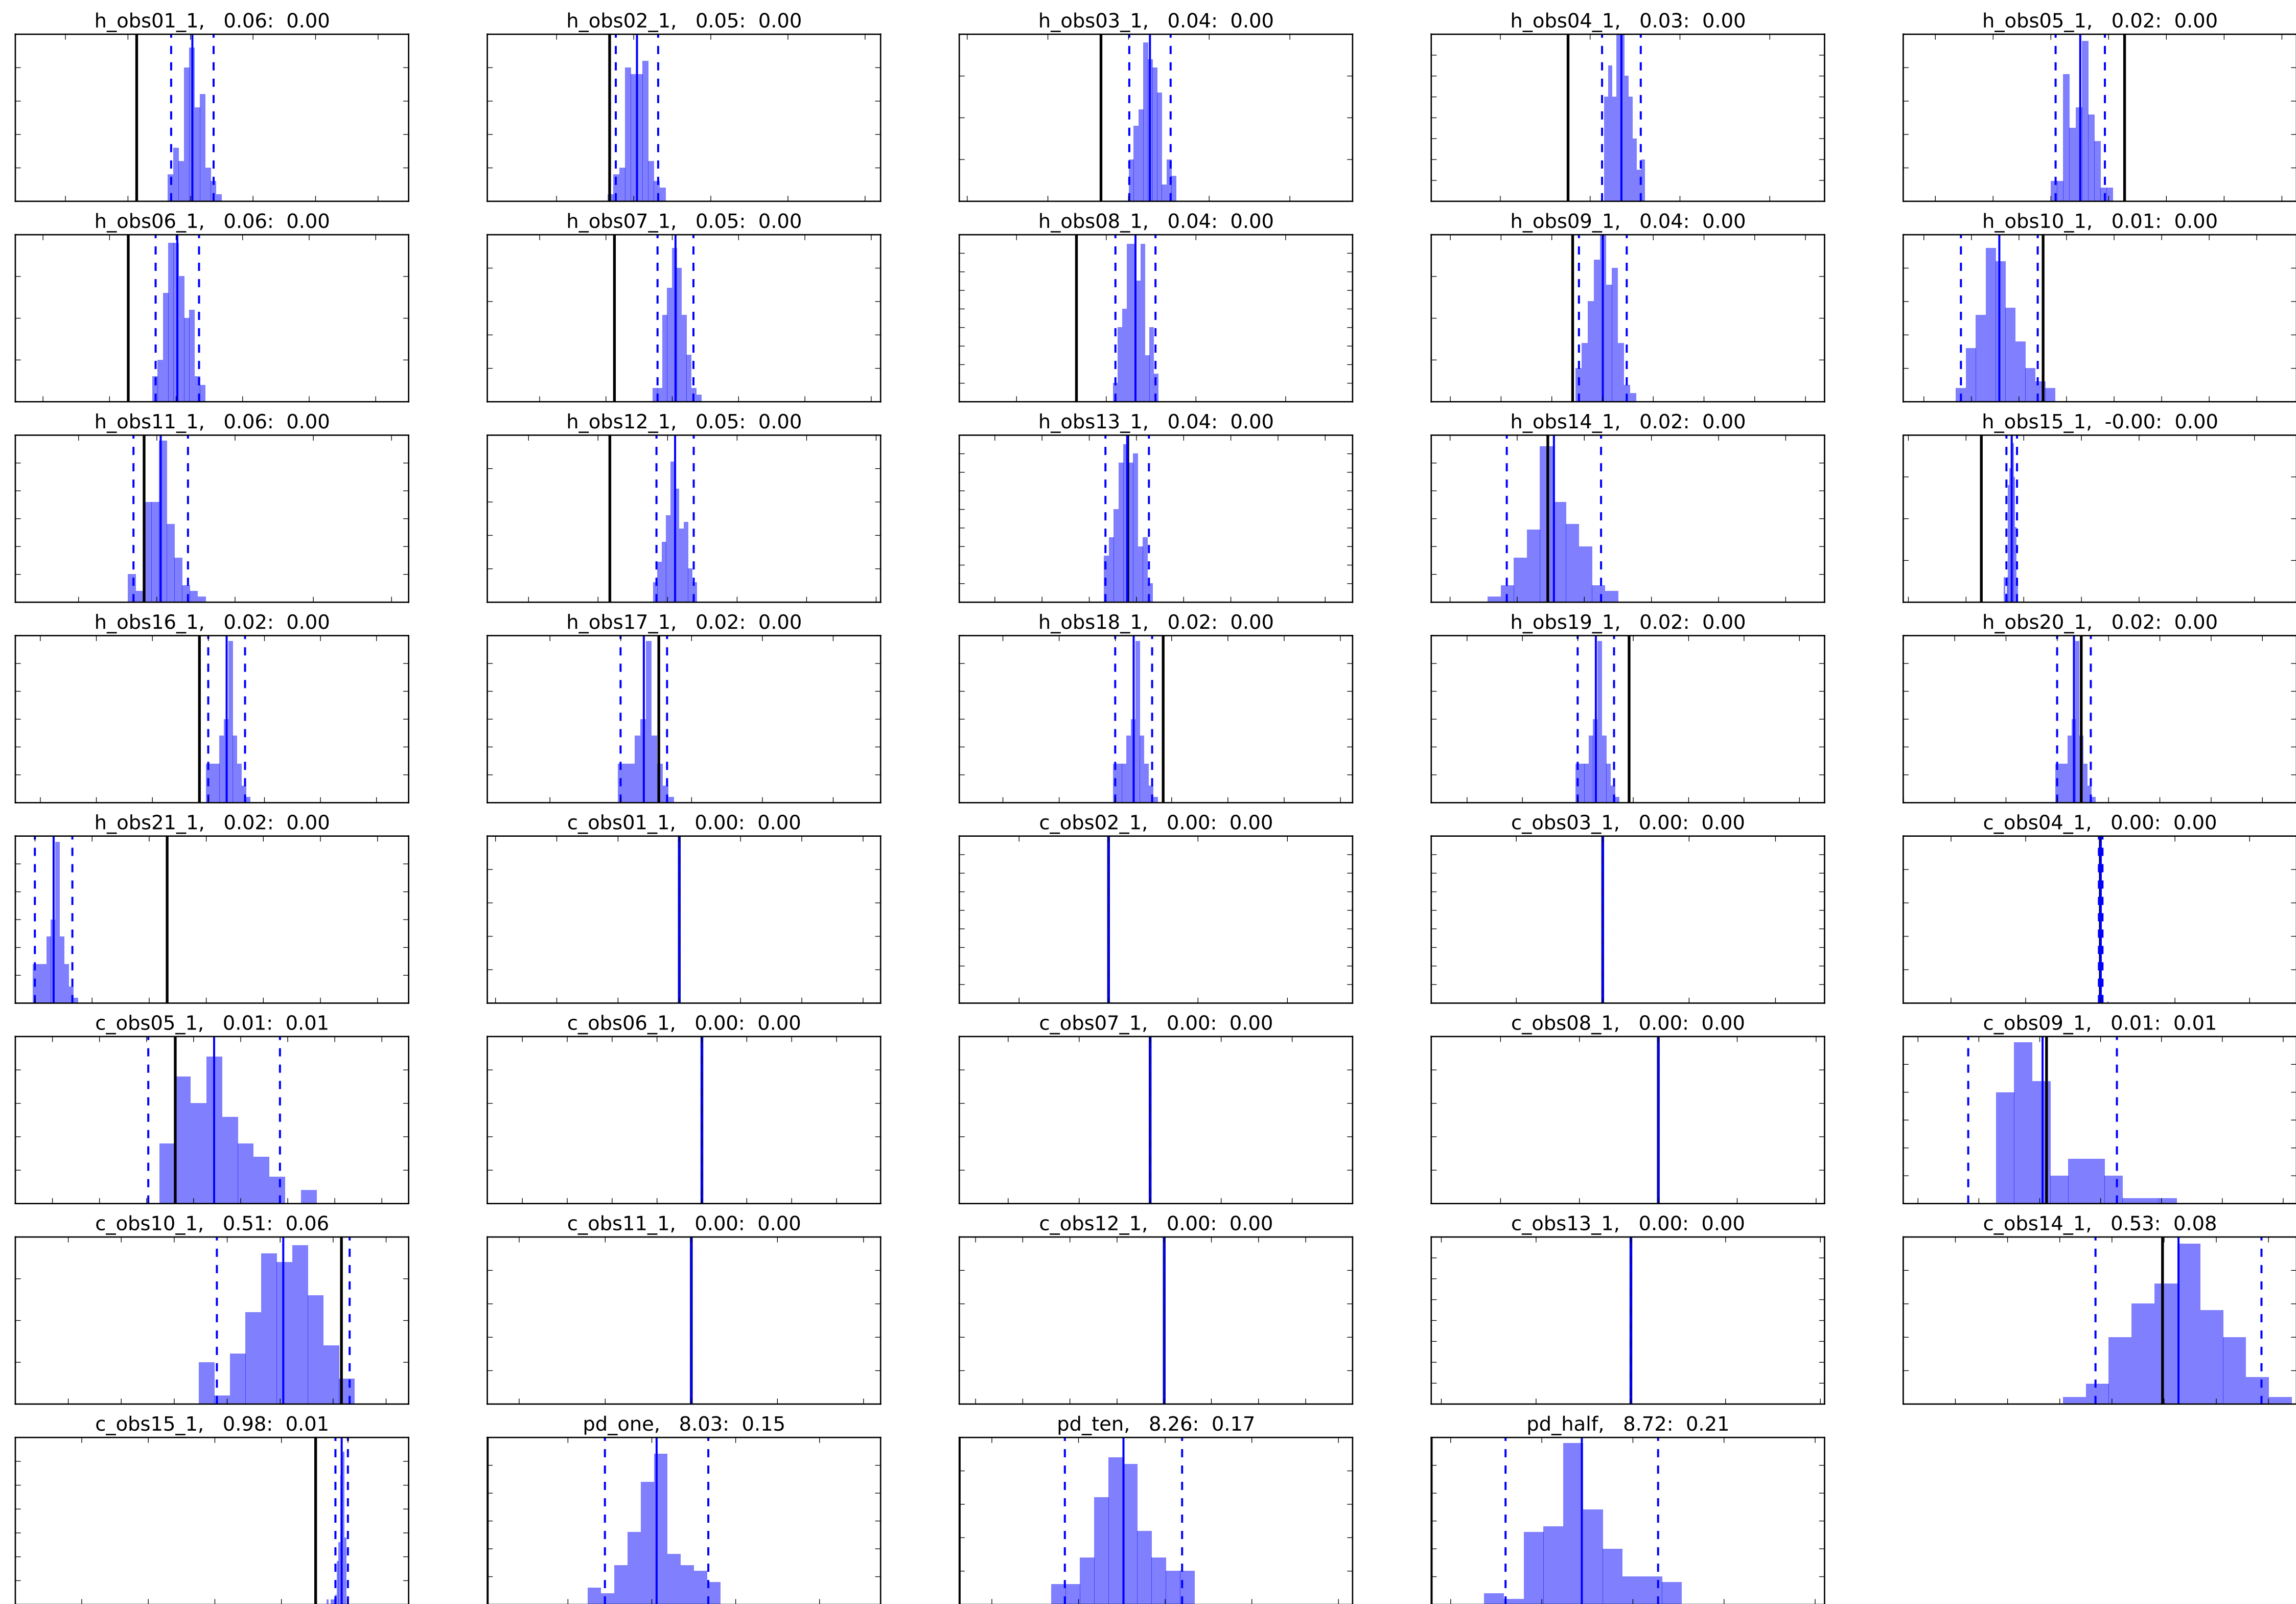 h_obs01_1, 0.06: 0.00
h_obs02_1, 0.05: 0.00
h_obs03_1, 0.04: 0.00
h_obs04_1, 0.03: 0.00
h_obs05_1, 0.02: 0.00
h_obs06_1, 0.06: 0.00
h_obs07_1, 0.05: 0.00
h_obs08_1, 0.04: 0.00
h_obs09_1, 0.04: 0.00
h_obs10_1, 0.01: 0.00
h_obs11_1, 0.06: 0.00
h_obs12_1, 0.05: 0.00
h_obs13_1, 0.04: 0.00
h_obs14_1, 0.02: 0.00
h_obs15_1, -0.00: 0.00
h_obs16_1, 0.02: 0.00
h_obs17_1, 0.02: 0.00
h_obs18_1, 0.02: 0.00
h_obs19_1, 0.02: 0.00
h_obs20_1, 0.02: 0.00
h_obs21_1, 0.02: 0.00
c_obs01_1, 0.00: 0.00
c_obs02_1, 0.00: 0.00
c_obs03_1, 0.00: 0.00
c_obs04_1, 0.00: 0.00
c_obs05_1, 0.01: 0.01
c_obs06_1, 0.00: 0.00
c_obs07_1, 0.00: 0.00
c_obs08_1, 0.00: 0.00
c_obs09_1, 0.01: 0.01
c_obs10_1, 0.51: 0.06
c_obs11_1, 0.00: 0.00
c_obs12_1, 0.00: 0.00
c_obs13_1, 0.00: 0.00
c_obs14_1, 0.53: 0.08
c_obs15_1, 0.98: 0.01
pd_one, 8.03: 0.15
pd_ten, 8.26: 0.17
pd_half, 8.72: 0.21